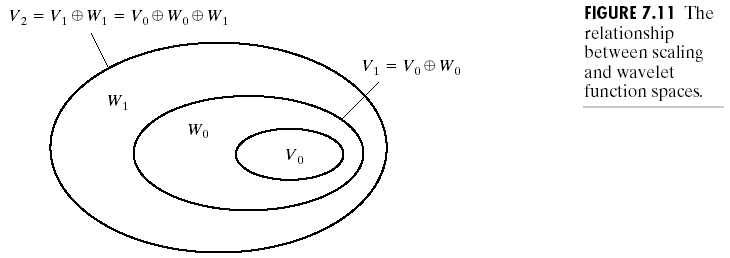 V₂ = V₁ ⊕ W₁ = V₀ ⊕ W₀ ⊕ W₁
V₁ = V₀ ⊕ W₀
W₁
W₀
V₀
FIGURE 7.11 The
relationship
between scaling
and wavelet
function spaces.